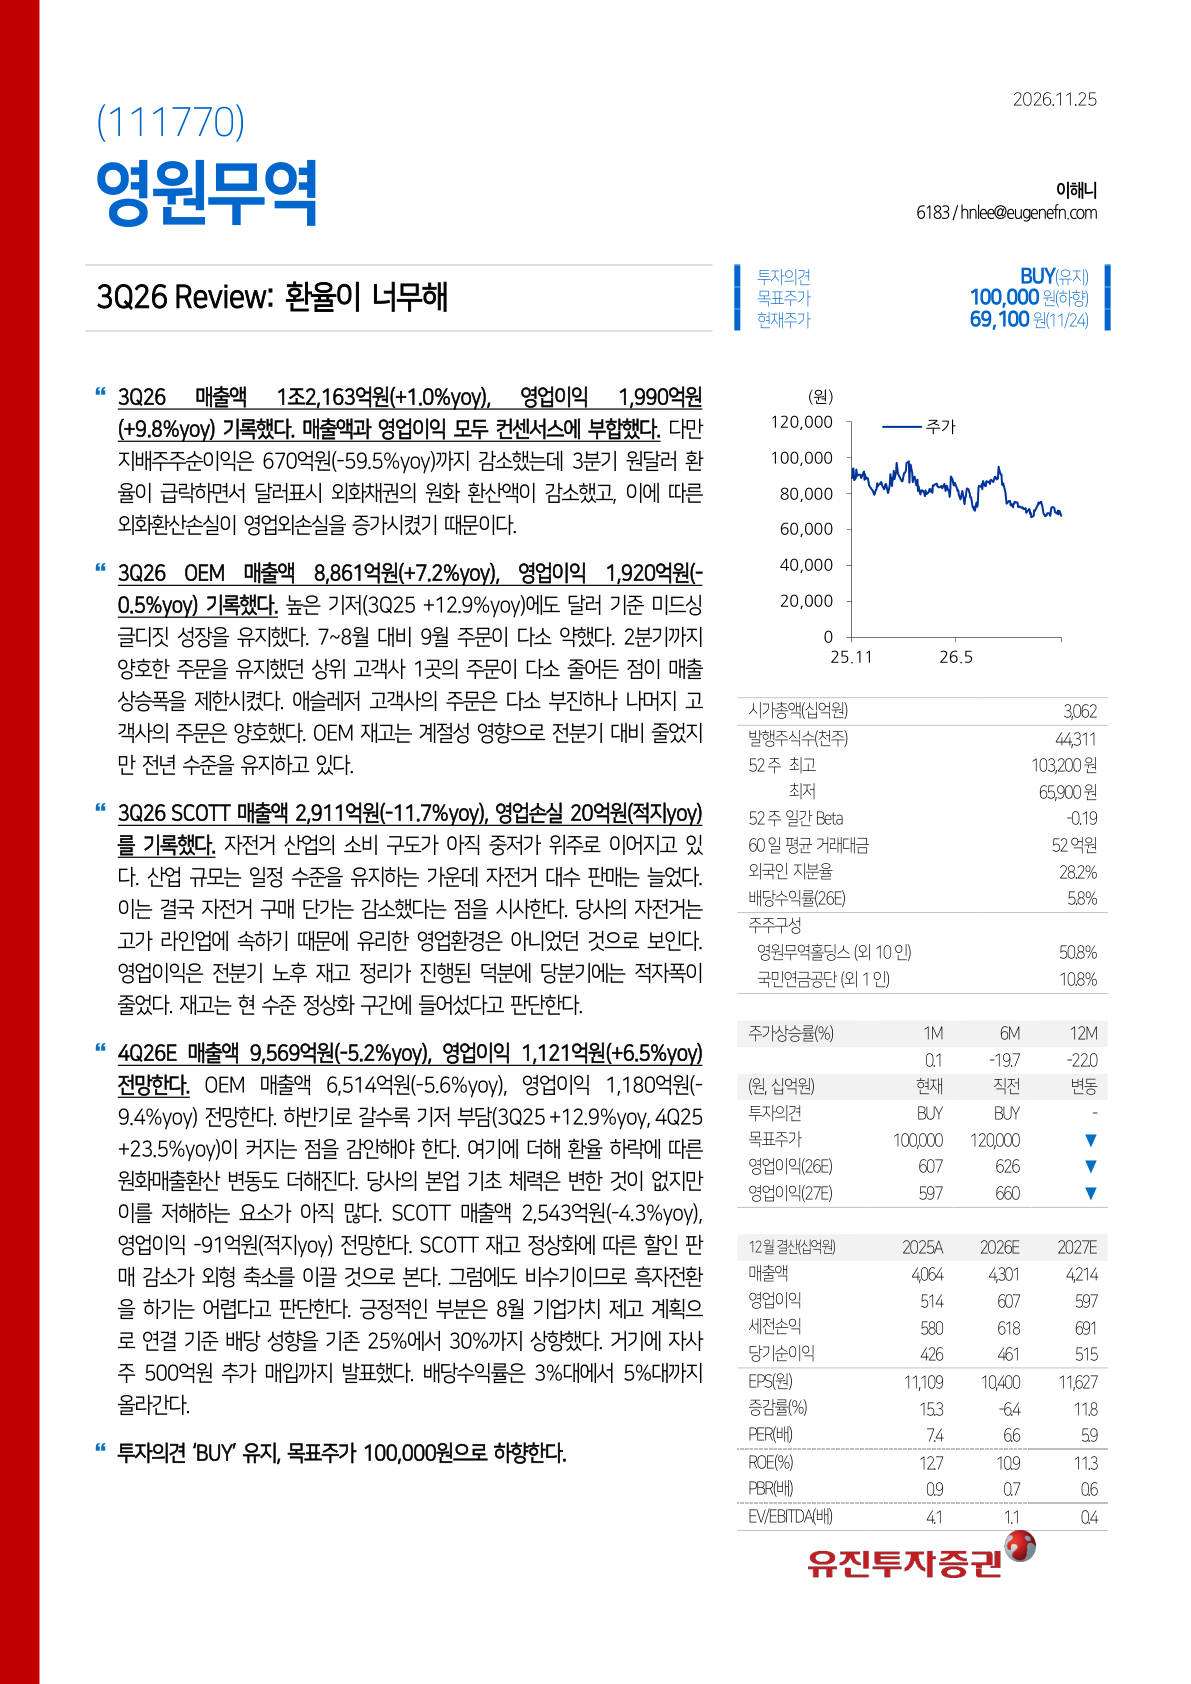 2026.11.25
(111770)
영원무역
이해니
6183 / hnlee@eugenefn.com
3Q26 Review: 환율이 너무해
투자의견 BUY(유지)
목표주가 100,000 원(하향)
현재주가 69,100 원(11/24)
“ 3Q26 매출액 1조2,163억원(+1.0%yoy), 영업이익 1,990억원
(+9.8%yoy) 기록했다. 매출액과 영업이익 모두 컨센서스에 부합했다. 다만
지배주주순이익은 670억원(-59.5%yoy)까지 감소했는데 3분기 원달러 환
율이 급락하면서 달러표시 외화채권의 원화 환산액이 감소했고, 이에 따른
외화환산손실이 영업외손실을 증가시켰기 때문이다.
“ 3Q26 OEM 매출액 8,861억원(+7.2%yoy), 영업이익 1,920억원(-
0.5%yoy) 기록했다. 높은 기저(3Q25 +12.9%yoy)에도 달러 기준 미드싱
글디짓 성장을 유지했다. 7~8월 대비 9월 주문이 다소 약했다. 2분기까지
양호한 주문을 유지했던 상위 고객사 1곳의 주문이 다소 줄어든 점이 매출
상승폭을 제한시켰다. 애슬레저 고객사의 주문은 다소 부진하나 나머지 고
객사의 주문은 양호했다. OEM 재고는 계절성 영향으로 전분기 대비 줄었지
만 전년 수준을 유지하고 있다.
“ 3Q26 SCOTT 매출액 2,911억원(-11.7%yoy), 영업손실 20억원(적지yoy)
를 기록했다. 자전거 산업의 소비 구도가 아직 중저가 위주로 이어지고 있
다. 산업 규모는 일정 수준을 유지하는 가운데 자전거 대수 판매는 늘었다.
이는 결국 자전거 구매 단가는 감소했다는 점을 시사한다. 당사의 자전거는
고가 라인업에 속하기 때문에 유리한 영업환경은 아니었던 것으로 보인다.
영업이익은 전분기 노후 재고 정리가 진행된 덕분에 당분기에는 적자폭이
줄었다. 재고는 현 수준 정상화 구간에 들어섰다고 판단한다.
“ 4Q26E 매출액 9,569억원(-5.2%yoy), 영업이익 1,121억원(+6.5%yoy)
전망한다. OEM 매출액 6,514억원(-5.6%yoy), 영업이익 1,180억원(-
9.4%yoy) 전망한다. 하반기로 갈수록 기저 부담(3Q25 +12.9%yoy, 4Q25
+23.5%yoy)이 커지는 점을 감안해야 한다. 여기에 더해 환율 하락에 따른
원화매출환산 변동도 더해진다. 당사의 본업 기초 체력은 변한 것이 없지만
이를 저해하는 요소가 아직 많다. SCOTT 매출액 2,543억원(-4.3%yoy),
영업이익 -91억원(적지yoy) 전망한다. SCOTT 재고 정상화에 따른 할인 판
매 감소가 외형 축소를 이끌 것으로 본다. 그럼에도 비수기이므로 흑자전환
을 하기는 어렵다고 판단한다. 긍정적인 부분은 8월 기업가치 제고 계획으
로 연결 기준 배당 성향을 기존 25%에서 30%까지 상향했다. 거기에 자사
주 500억원 추가 매입까지 발표했다. 배당수익률은 3%대에서 5%대까지
올라간다.
“ 투자의견 ‘BUY’ 유지, 목표주가 100,000원으로 하향한다.
(원)
120,000
100,000
80,000
60,000
40,000
20,000
0
주가
25.11 26.5
시가총액(십억원) 3,062
발행주식수(천주) 44,311
52 주 최고 103,200 원
최저 65,900 원
52 주 일간 Beta -0.19
60 일 평균 거래대금 52 억원
외국인 지분율 28.2%
배당수익률(26E) 5.8%
주주구성
영원무역홀딩스 (외 10 인) 50.8%
국민연금공단 (외 1 인) 10.8%
주가상승률(%) 1M 6M 12M
0.1 -19.7 -22.0
(원, 십억원) 현재 직전 변동
투자의견 BUY BUY -
목표주가 100,000 120,000 ▼
영업이익(26E) 607 626 ▼
영업이익(27E) 597 660 ▼
12월 결산(십억원) 2025A 2026E 2027E
매출액 4,064 4,301 4,214
영업이익 514 607 597
세전손익 580 618 691
당기순이익 426 461 515
EPS(원) 11,109 10,400 11,627
증감률(%) 15.3 -6.4 11.8
PER(배) 7.4 6.6 5.9
ROE(%) 12.7 10.9 11.3
PBR(배) 0.9 0.7 0.6
EV/EBITDA(배) 4.1 1.1 0.4
유진투자증권